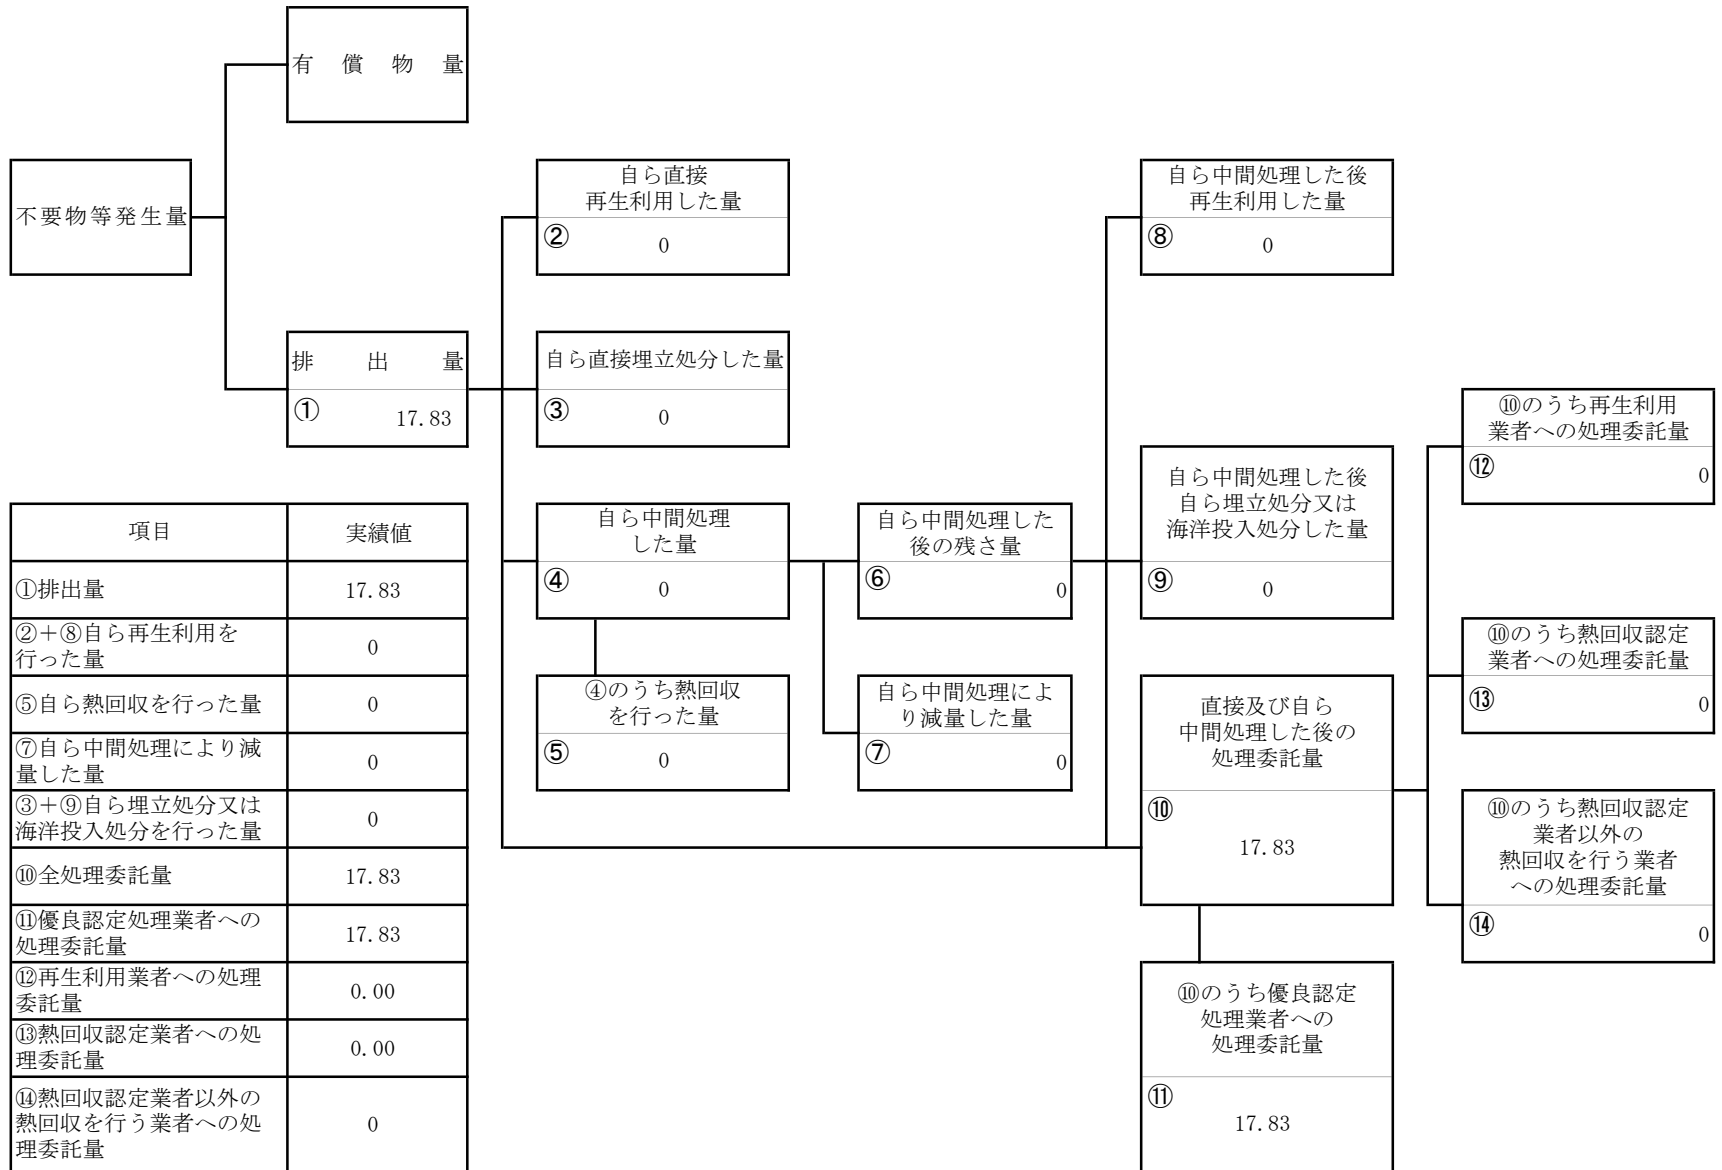 有償物量
不要物等発生量
排出量
①
17.83
自ら直接
再生利用した量
②
0
自ら直接埋立処分した量
③
0
自ら中間処理
した量
④
0
④のうち熱回収
を行った量
⑤
0
自ら中間処理した
後の残さ量
⑥
0
自ら中間処理によ
り減量した量
⑦
0
自ら中間処理した後
再生利用した量
⑧
0
自ら中間処理した後
自ら埋立処分又は
海洋投入処分した量
⑨
0
直接及び自ら
中間処理した後の
処理委託量
⑩
17.83
⑩のうち優良認定
処理業者への
処理委託量
⑪
17.83
⑩のうち再生利用
業者への処理委託量
⑫
0
⑩のうち熱回収認定
業者への処理委託量
⑬
0
⑩のうち熱回収認定
業者以外の
熱回収を行う業者
への処理委託量
⑭
0
項目 実績値
①排出量 17.83
②+⑧自ら再生利用を
行った量 0
⑤自ら熱回収を行った量 0
⑦自ら中間処理により減
量した量 0
③+⑨自ら埋立処分又は
海洋投入処分を行った量 0
⑩全処理委託量 17.83
⑪優良認定処理業者への
処理委託量 17.83
⑫再生利用業者への処理
委託量 0.00
⑬熱回収認定業者への処
理委託量 0.00
⑭熱回収認定業者以外の
熱回収を行う業者への処
理委託量 0